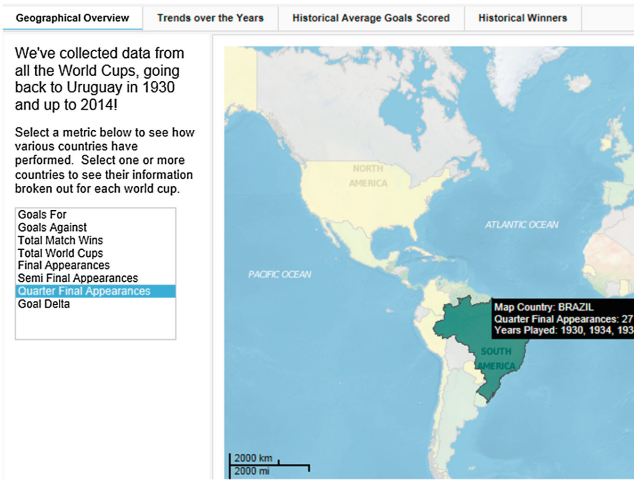 Geographical Overview
Trends over the Years
Historical Average Goals Scored
Historical Winners
We've collected data from
all the World Cups, going
back to Uruguay in 1930
and up to 2014!
Select a metric below to see how
various countries have
performed. Select one or more
countries to see their information
broken out for each world cup.
Goals For
Goals Against
Total Match Wins
Total World Cups
Final Appearances
Semi Final Appearances
Quarter Final Appearances
Goal Delta
NORTH
AMERICA
ATLANTIC OCEAN
PACIFIC OCEAN
Map Country: BRAZIL
Quarter Final Appearances: 27
Years Played: 1930, 1934, 193
SOUTH
AMERICA
2000 km
2000 mi